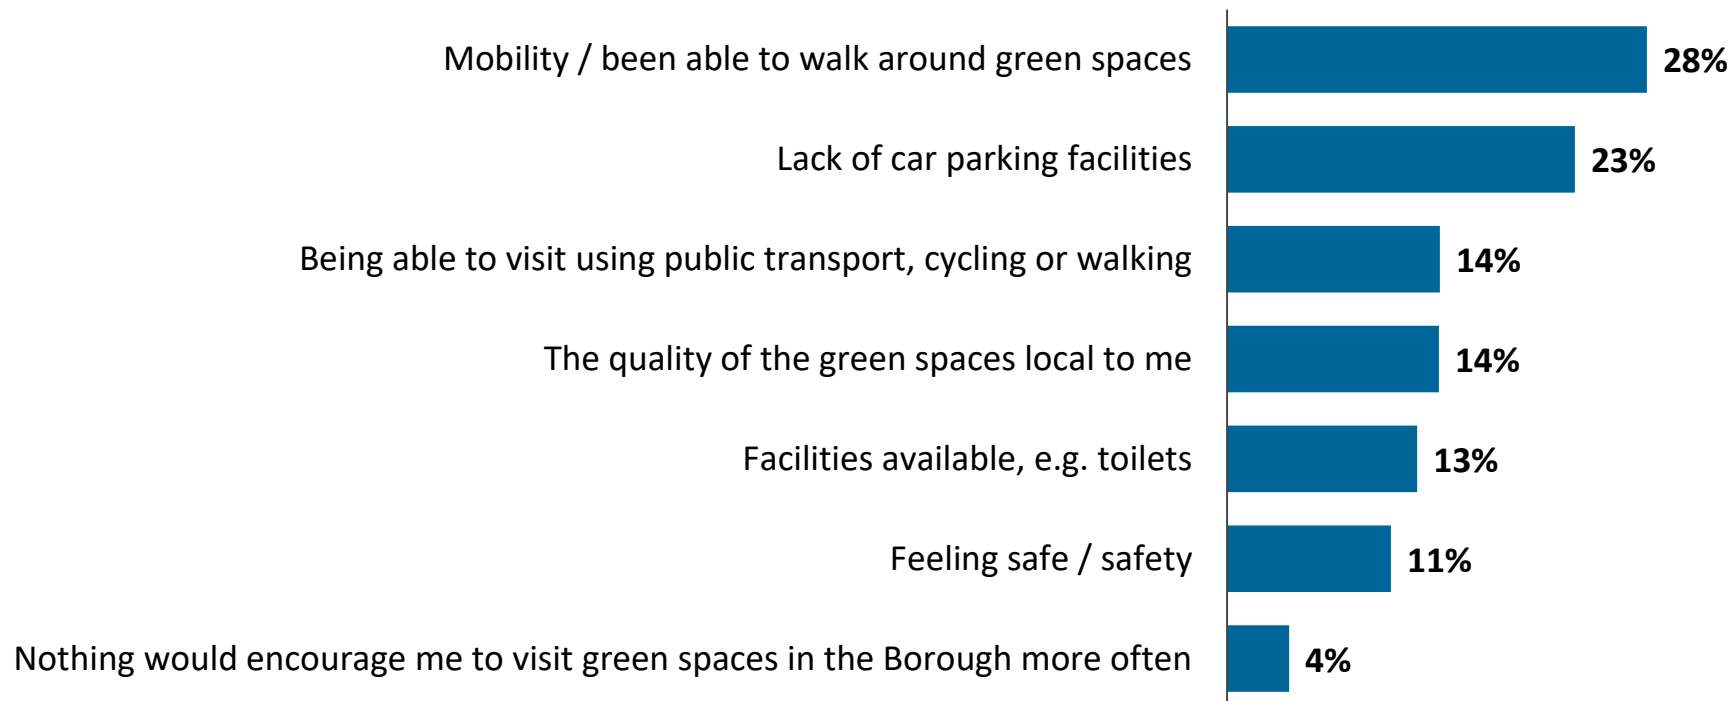 Mobility / been able to walk around green spaces 28%
Lack of car parking facilities 23%
Being able to visit using public transport, cycling or walking 14%
The quality of the green spaces local to me 14%
Facilities available, e.g. toilets 13%
Feeling safe / safety 11%
Nothing would encourage me to visit green spaces in the Borough more often 4%